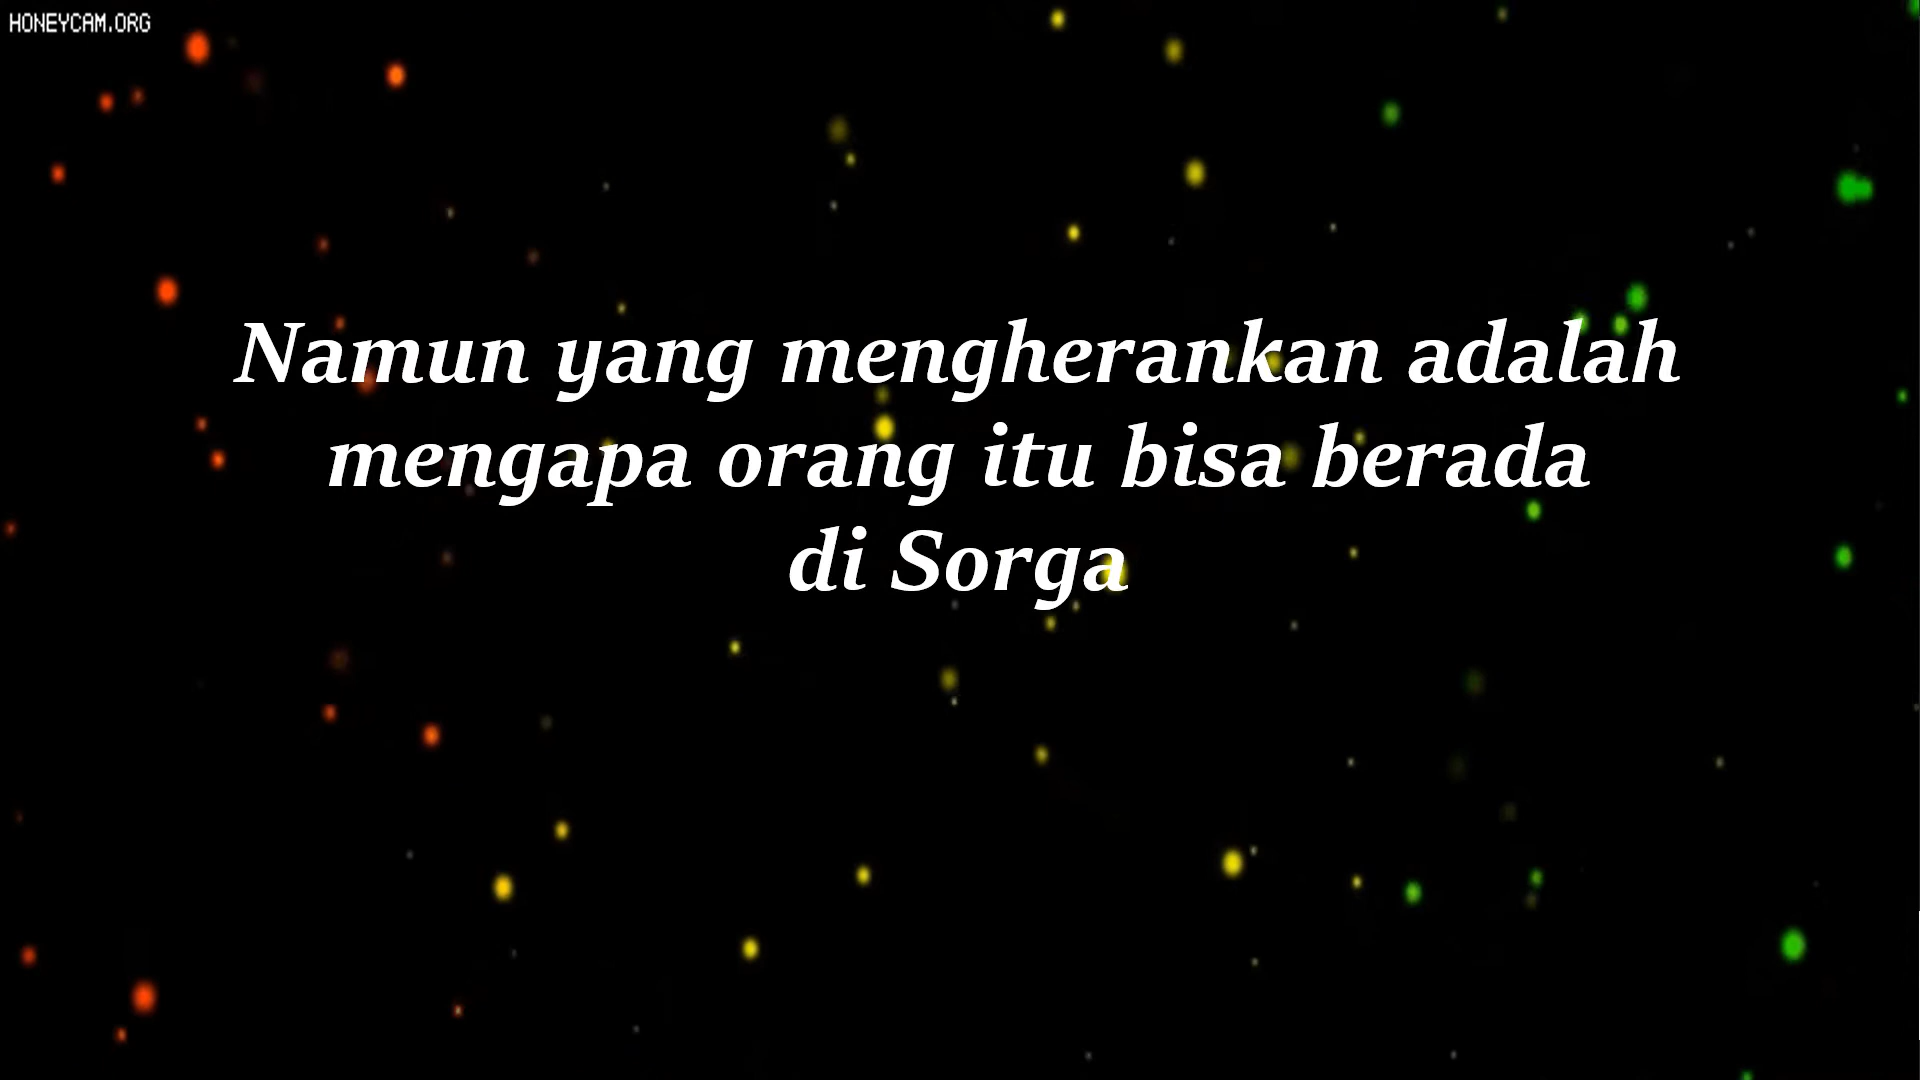 HONEYCAM.ORG
Namun yang mengherankan adalah
mengapa orang itu bisa berada
di Sorga